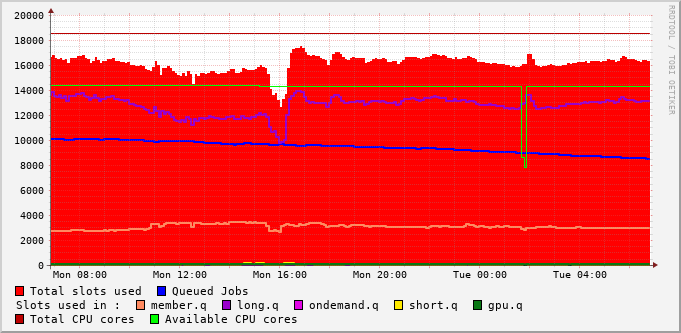 20000
18000
16000
14000
12000
10000
8000
6000
4000
2000
0
Mon 08:00 Mon 12:00 Mon 16:00 Mon 20:00 Tue 00:00 Tue 04:00
RRDTOOL / TOBI OETIKER
Total slots used Queued Jobs
Slots used in : member.q long.q ondemand.q short.q gpu.q
Total CPU cores Available CPU cores